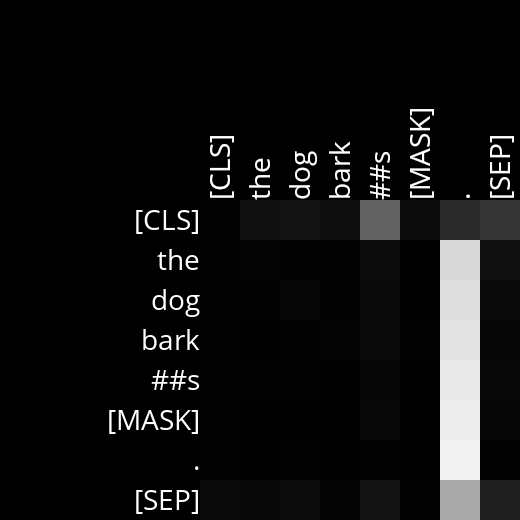 [CLS] the dog bark ##s [MASK] . [SEP]
[CLS]
the
dog
bark
##s
[MASK]
.
[SEP]